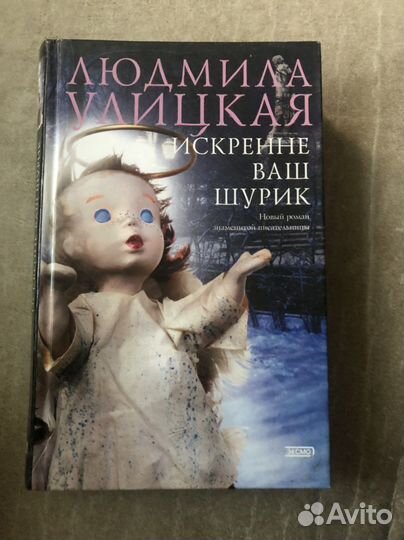 ЛЮДМИЛА
УЛИЦКАЯ
ИСКРЕННЕ
ВАШ
ШУРИК
Новый роман
знаменитой писательницы
ЭКСМО
Avito